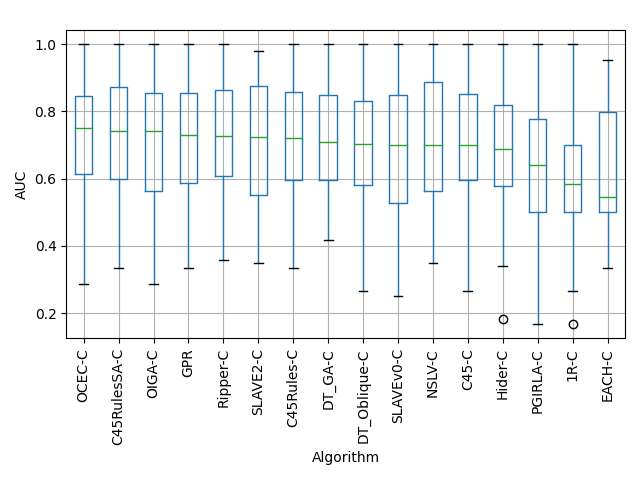 1.0
0.8
0.6
0.4
0.2
AUC
OCEC-C
C45RulesSA-C
OIGA-C
GPR
Ripper-C
SLAVE2-C
C45Rules-C
DT_GA-C
DT_Oblique-C
SLAVEv0-C
NSLV-C
C45-C
Hider-C
PGIRLA-C
1R-C
EACH-C
Algorithm